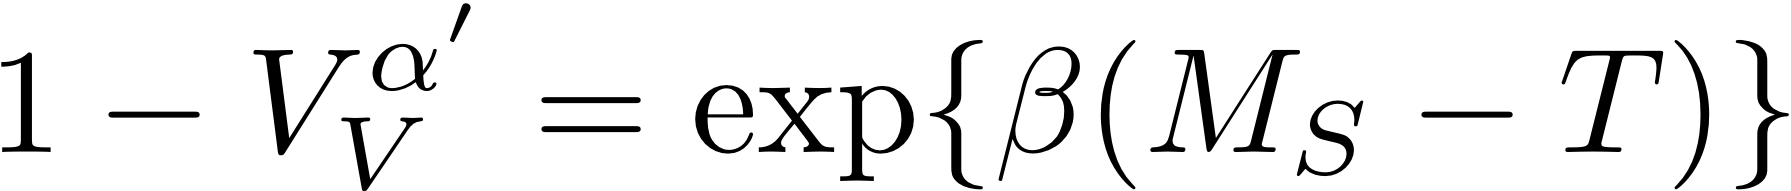 1 − V_V^{α′} = exp{β(M_s − T)}